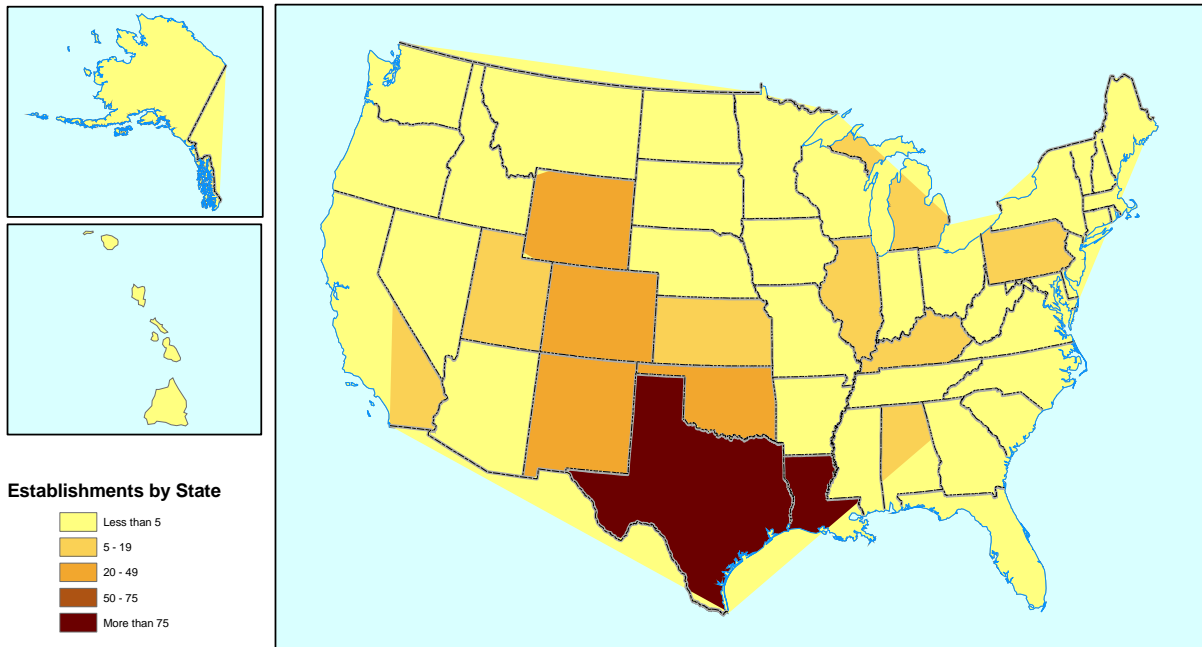 Establishments by State
Less than 5
5 - 19
20 - 49
50 - 75
More than 75